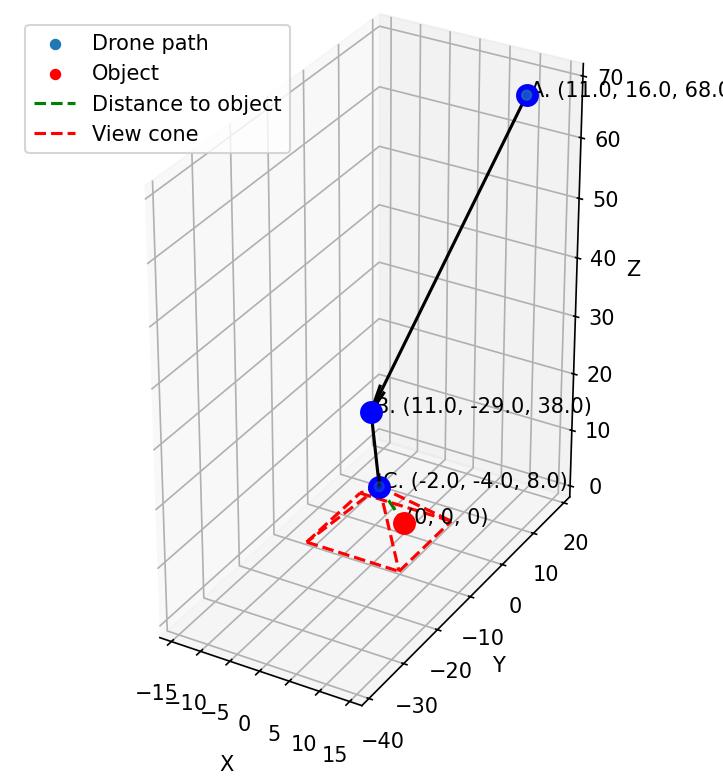 Drone path
Object
Distance to object
View cone
A. (11.0, 16.0, 68.0
B. (11.0, -29.0, 38.0)
C. (-2.0, -4.0, 8.0)
(0, 0, 0)
70
60
50
40
30
20
10
0
Z
20
10
0
−10
−20
−30
−40
Y
−15
−10
−5
0
5
10
15
X